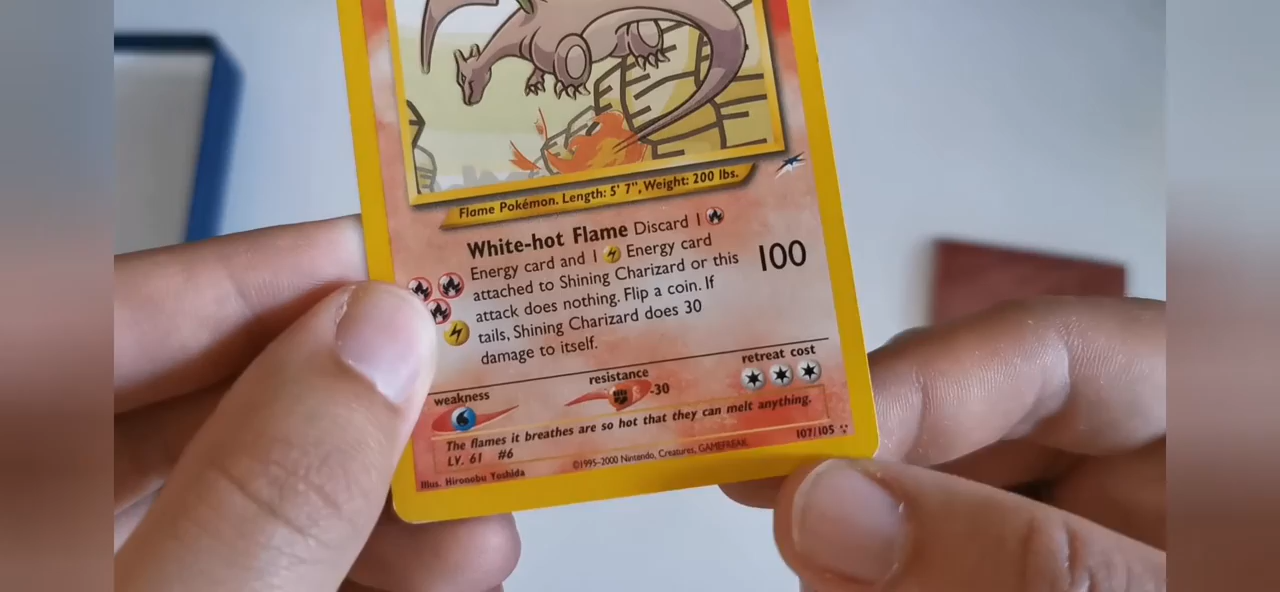 Flame Pokémon. Length: 5' 7", Weight: 200 lbs.
White-hot Flame Discard 1
Energy card and 1 Energy card
attached to Shining Charizard or this
attack does nothing. Flip a coin. If
tails, Shining Charizard does 30
damage to itself.
100
weakness
resistance
-30
retreat cost
The flames it breathes are so hot that they can melt anything.
LV. 61 #6
107/105
Illus. Hironobu Yoshida
©1995-2000 Nintendo, Creatures, GAMEFREAK.